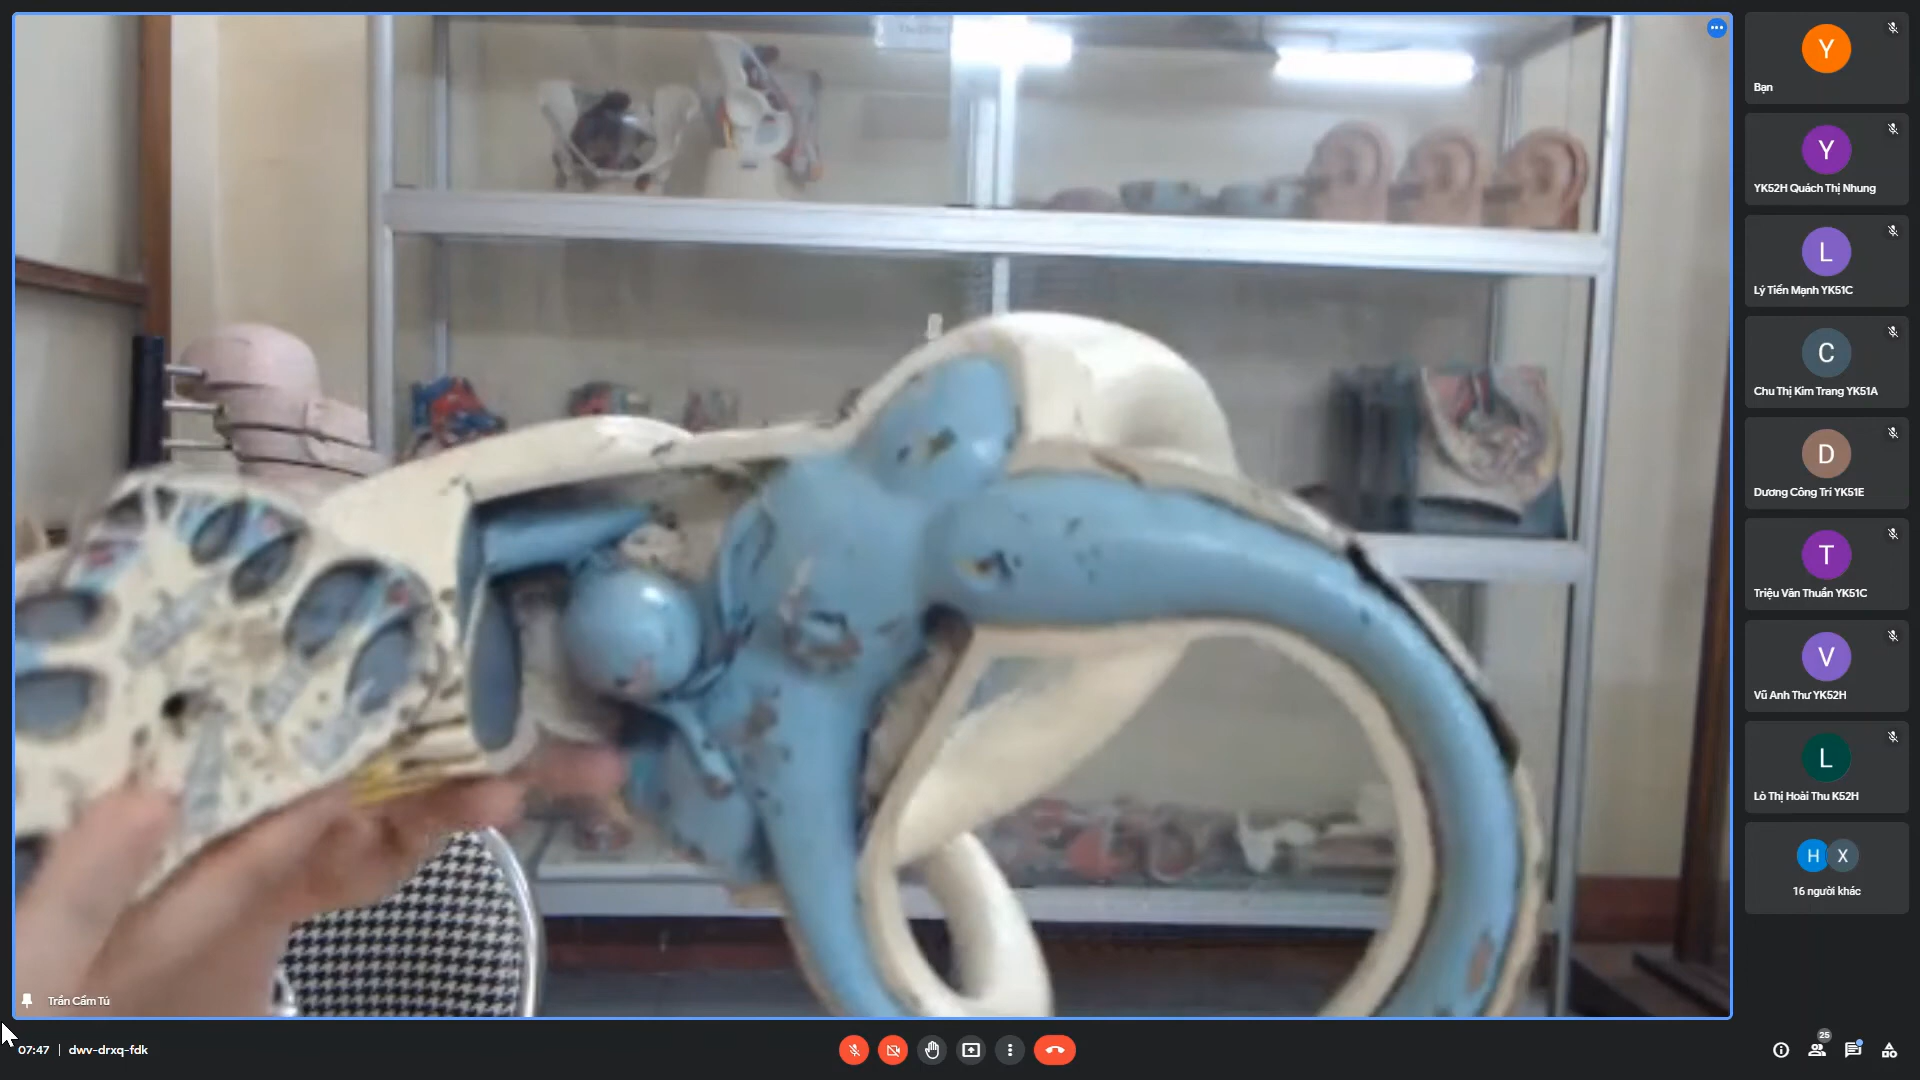 Y
Bạn
Y
YK52H Quách Thị Nhung
L
Lý Tiến Mạnh YK51C
C
Chu Thị Kim Trang YK51A
D
Dương Công Trí YK51E
T
Triệu Văn Thuần YK51C
V
Vũ Anh Thư YK52H
L
Lò Thị Hoài Thu K52H
H X
16 người khác
Trần Cẩm Tú
07:47 | dwv-drxq-fdk
25